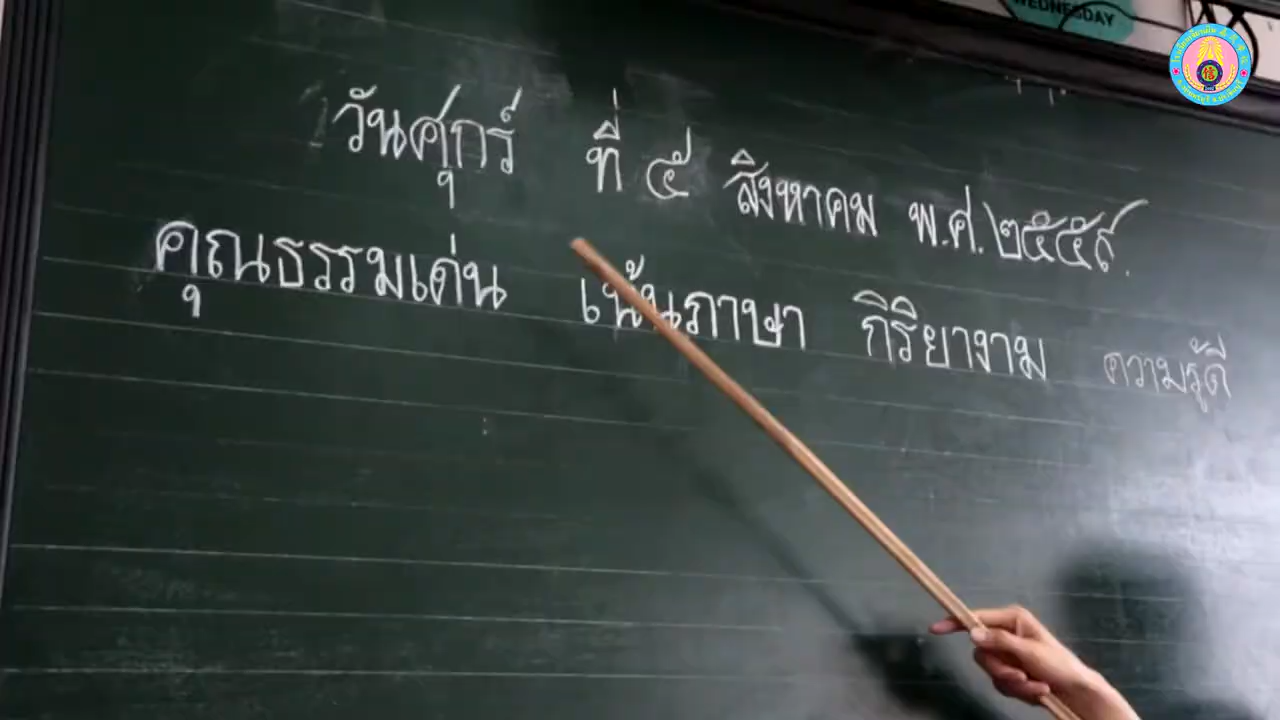 WEDNESDAY
วันศุกร์ ที่ ๕ สิงหาคม พ.ศ.๒๕๕๙.
คุณธรรมเด่น เน้นภาษา กิริยางาม ความรู้ดี